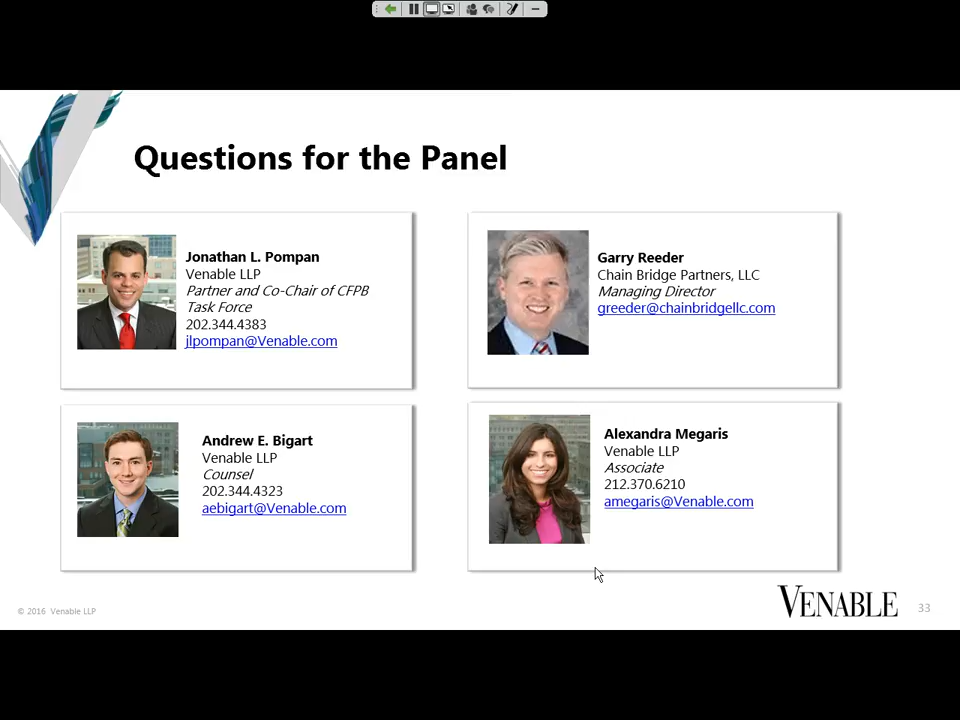 Questions for the Panel
Jonathan L. Pompan
Venable LLP
Partner and Co-Chair of CFPB
Task Force
202.344.4383
jlpompan@Venable.com
Garry Reeder
Chain Bridge Partners, LLC
Managing Director
greeder@chainbridgellc.com
Andrew E. Bigart
Venable LLP
Counsel
202.344.4323
aebigart@Venable.com
Alexandra Megaris
Venable LLP
Associate
212.370.6210
amegaris@Venable.com
© 2016 Venable LLP
VENABLE
33